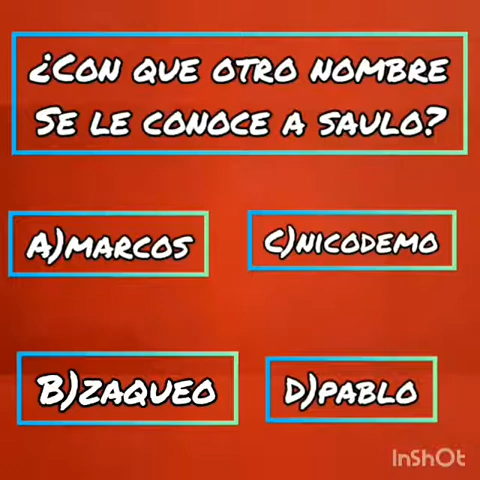 ¿CON QUE OTRO NOMBRE
SE LE CONOCE A SAULO?
A)MARCOS
C)NICODEMO
B)ZAQUEO
D)PABLO
InShOt